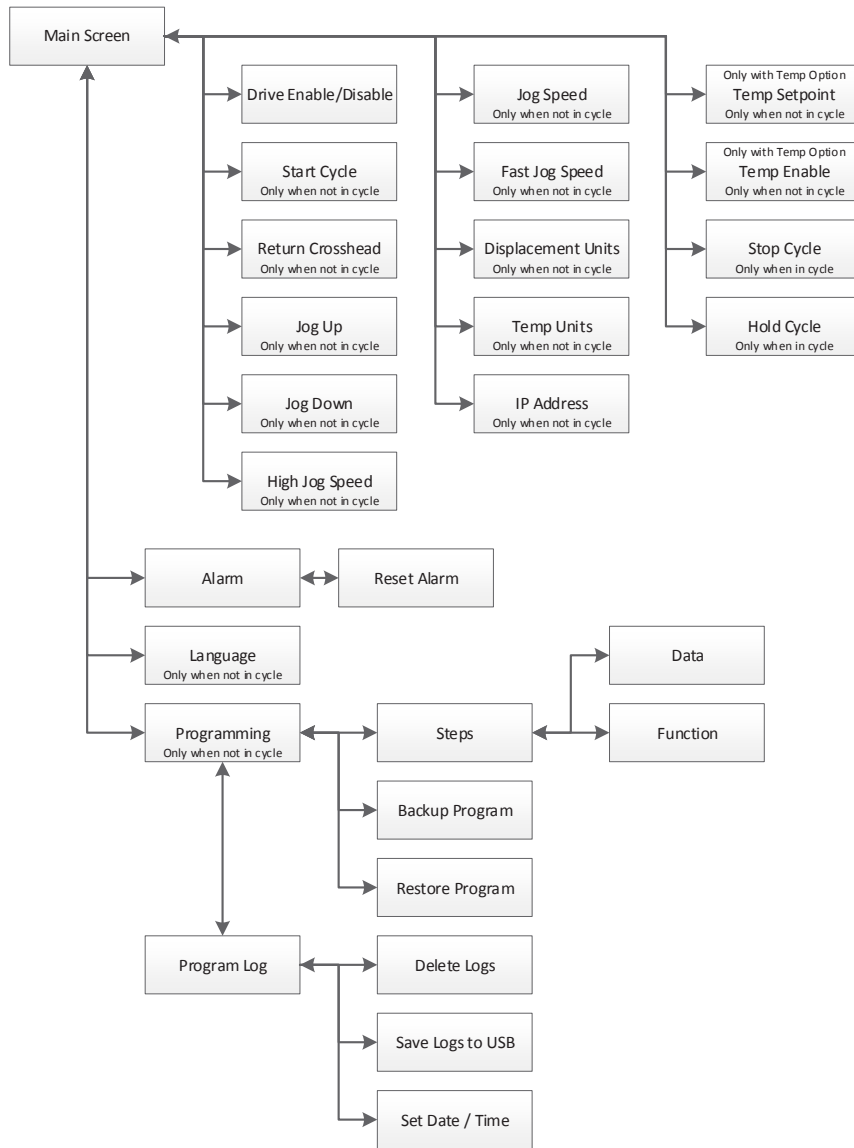 Main Screen
Drive Enable/Disable
Start Cycle
Only when not in cycle
Return Crosshead
Only when not in cycle
Jog Up
Only when not in cycle
Jog Down
Only when not in cycle
High Jog Speed
Only when not in cycle
Jog Speed
Only when not in cycle
Fast Jog Speed
Only when not in cycle
Displacement Units
Only when not in cycle
Temp Units
Only when not in cycle
IP Address
Only when not in cycle
Only with Temp Option
Temp Setpoint
Only when not in cycle
Only with Temp Option
Temp Enable
Only when not in cycle
Stop Cycle
Only when in cycle
Hold Cycle
Only when in cycle
Alarm
Reset Alarm
Language
Only when not in cycle
Programming
Only when not in cycle
Steps
Data
Function
Backup Program
Restore Program
Program Log
Delete Logs
Save Logs to USB
Set Date / Time